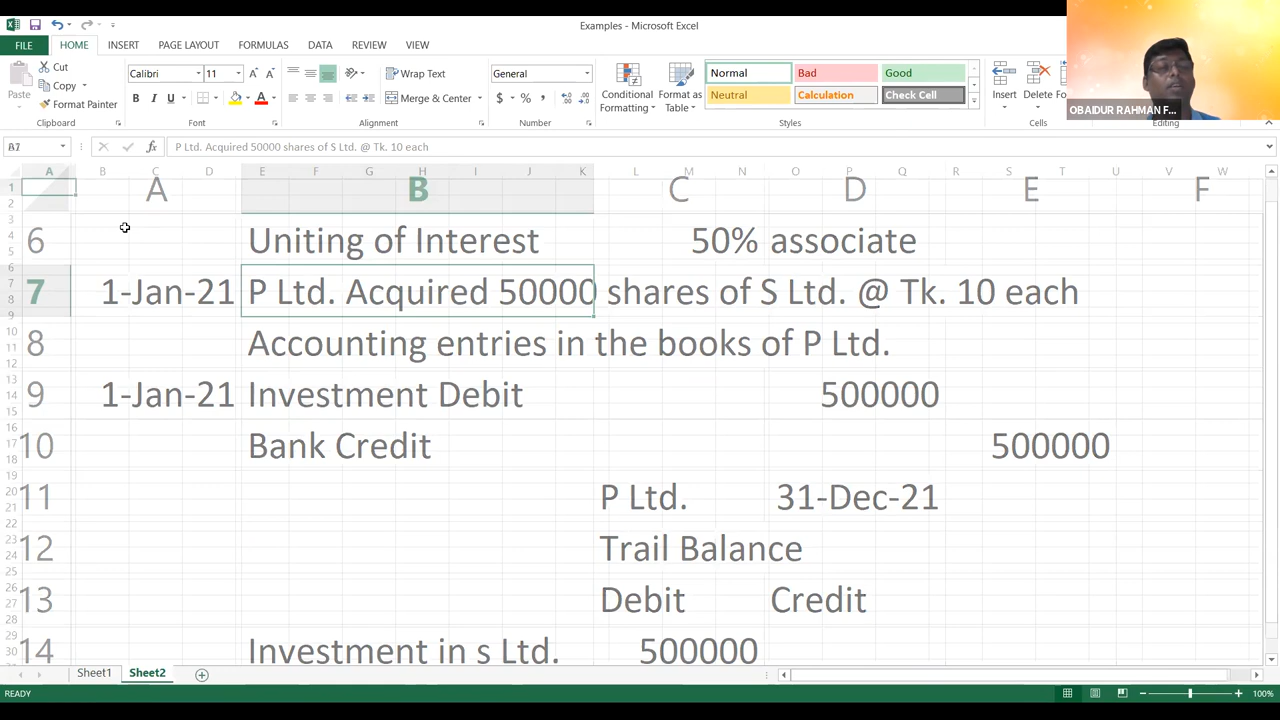 Examples - Microsoft Excel
FILE HOME INSERT PAGE LAYOUT FORMULAS DATA REVIEW VIEW
Cut
Copy
Format Painter
Paste
Clipboard
Calibri 11
B I U
Font
Wrap Text
Merge & Center
Alignment
General
$ % ,
Number
Conditional Formatting
Format as Table
Normal Bad Good
Neutral Calculation Check Cell
Styles
Insert Delete
Cells
Editing
OBAIDUR RAHMAN F...
P Ltd. Acquired 50000 shares of S Ltd. @ Tk. 10 each
A B C D E F G H I J K L M N O P Q R S T U V W
A B C D E F
6 Uniting of Interest 50% associate
7 1-Jan-21 P Ltd. Acquired 50000 shares of S Ltd. @ Tk. 10 each
8 Accounting entries in the books of P Ltd.
9 1-Jan-21 Investment Debit 500000
10 Bank Credit 500000
11 P Ltd. 31-Dec-21
12 Trail Balance
13 Debit Credit
14 Investment in s Ltd. 500000
Sheet1 Sheet2
READY 100%